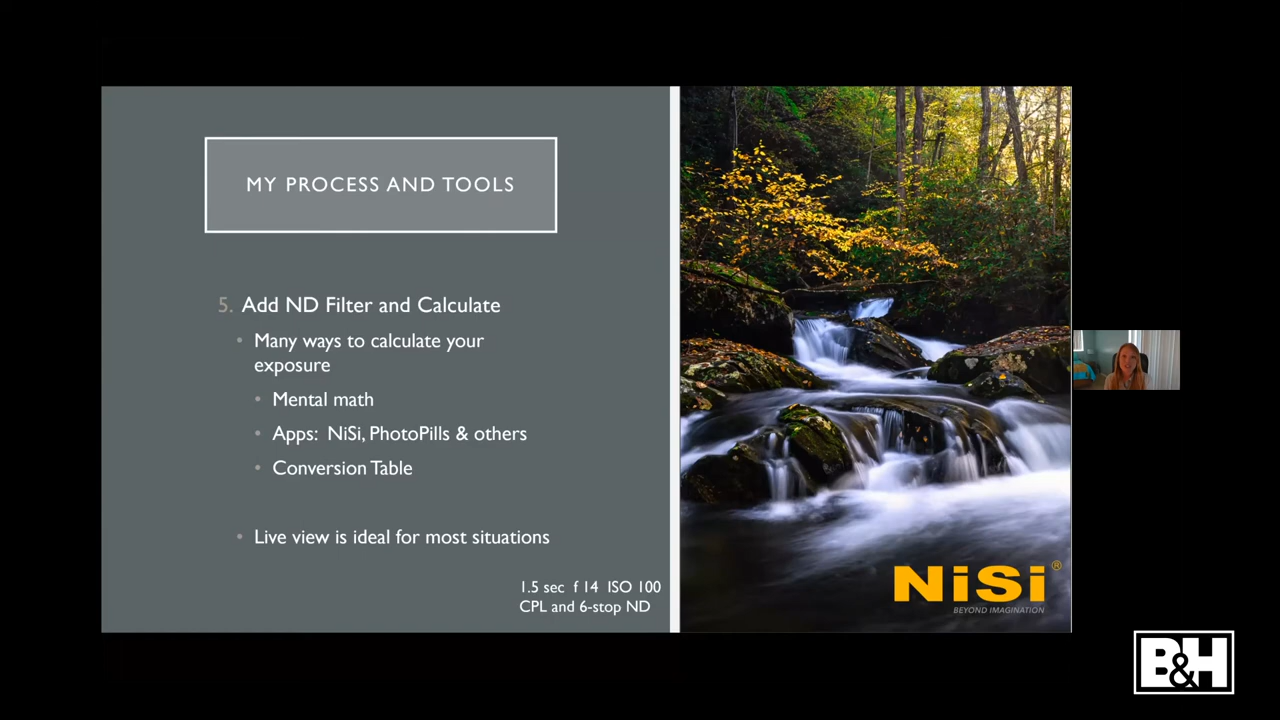 MY PROCESS AND TOOLS
5. Add ND Filter and Calculate
• Many ways to calculate your
exposure
• Mental math
• Apps: NiSi, PhotoPills & others
• Conversion Table
• Live view is ideal for most situations
1.5 sec f 14 ISO 100
CPL and 6-stop ND
NiSi®
BEYOND IMAGINATION
B&H